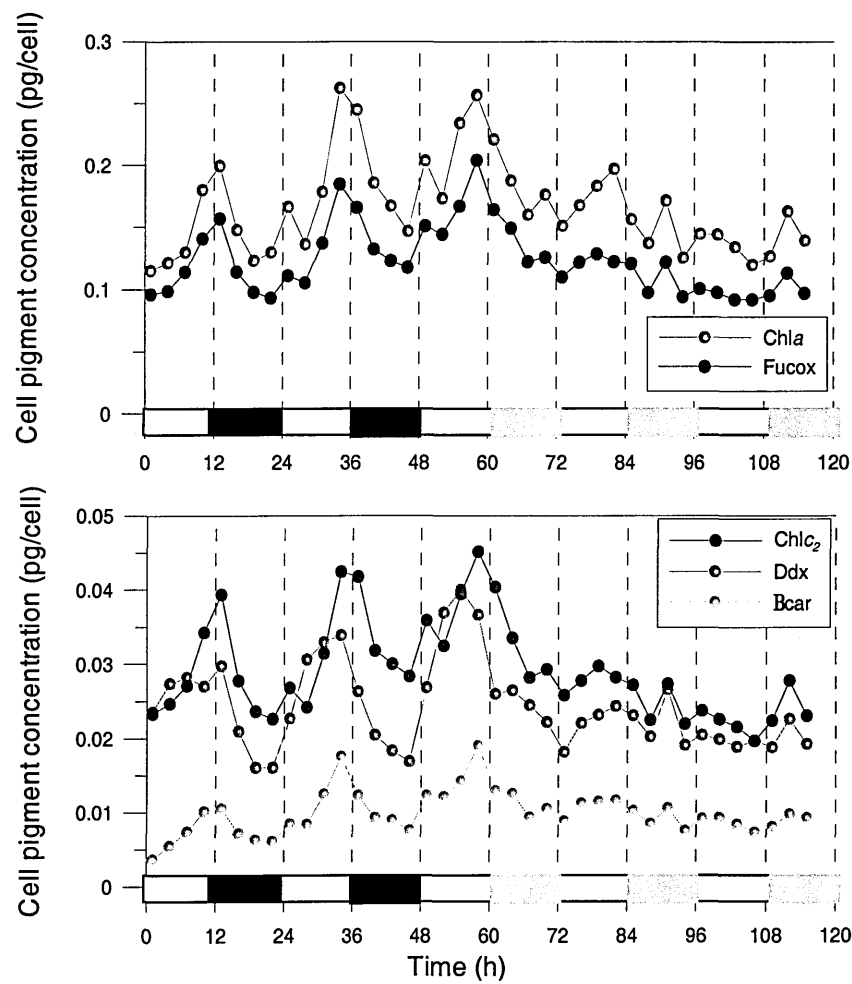 Cell pigment concentration (pg/cell)
0.3
0.2
0.1
0
Chla
Fucox
0 12 24 36 48 60 72 84 96 108 120
Cell pigment concentration (pg/cell)
0.05
0.04
0.03
0.02
0.01
0
Chlc2
Ddx
Bcar
0 12 24 36 48 60 72 84 96 108 120
Time (h)